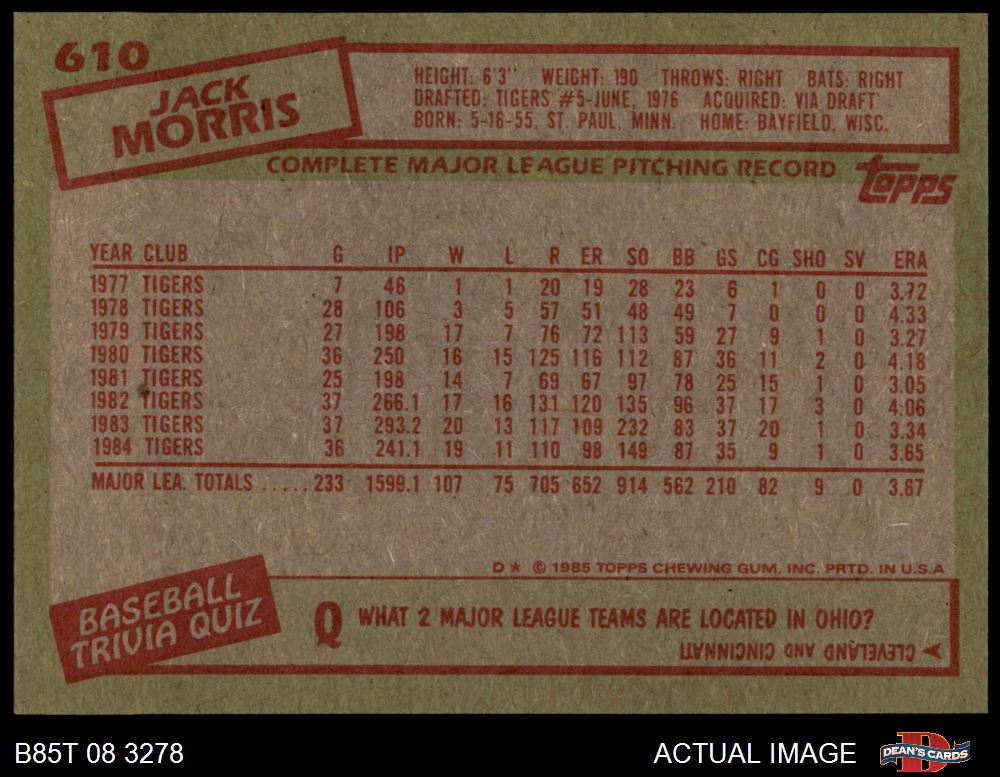 610
JACK
MORRIS
HEIGHT: 6'3" WEIGHT: 190 THROWS: RIGHT BATS: RIGHT
DRAFTED: TIGERS #5-JUNE, 1976 ACQUIRED: VIA DRAFT
BORN: 5-16-55, ST. PAUL, MINN. HOME: BAYFIELD, WISC.
COMPLETE MAJOR LEAGUE PITCHING RECORD
topps
YEAR CLUB G IP W L R ER SO BB GS CG SHO SV ERA
1977 TIGERS 7 46 1 1 20 19 28 23 6 1 0 0 3.72
1978 TIGERS 28 106 3 5 57 51 48 49 7 0 0 0 4.33
1979 TIGERS 27 198 17 7 76 72 113 59 27 9 1 0 3.27
1980 TIGERS 36 250 16 15 125 116 112 87 36 11 2 0 4.18
1981 TIGERS 25 198 14 7 69 67 97 78 25 15 1 0 3.05
1982 TIGERS 37 266.1 17 16 131 120 135 96 37 17 3 0 4.06
1983 TIGERS 37 293.2 20 13 117 109 232 83 37 20 1 0 3.34
1984 TIGERS 36 241.1 19 11 110 98 149 87 35 9 1 0 3.65
MAJOR LEA. TOTALS ..... 233 1599.1 107 75 705 652 914 562 210 82 9 0 3.67
D* © 1985 TOPPS CHEWING GUM, INC. PRTD. IN U.S.A
BASEBALL
TRIVIA QUIZ
Q WHAT 2 MAJOR LEAGUE TEAMS ARE LOCATED IN OHIO?
CLEVELAND AND CINCINNATI
B85T 08 3278
ACTUAL IMAGE
DEAN'S CARDS